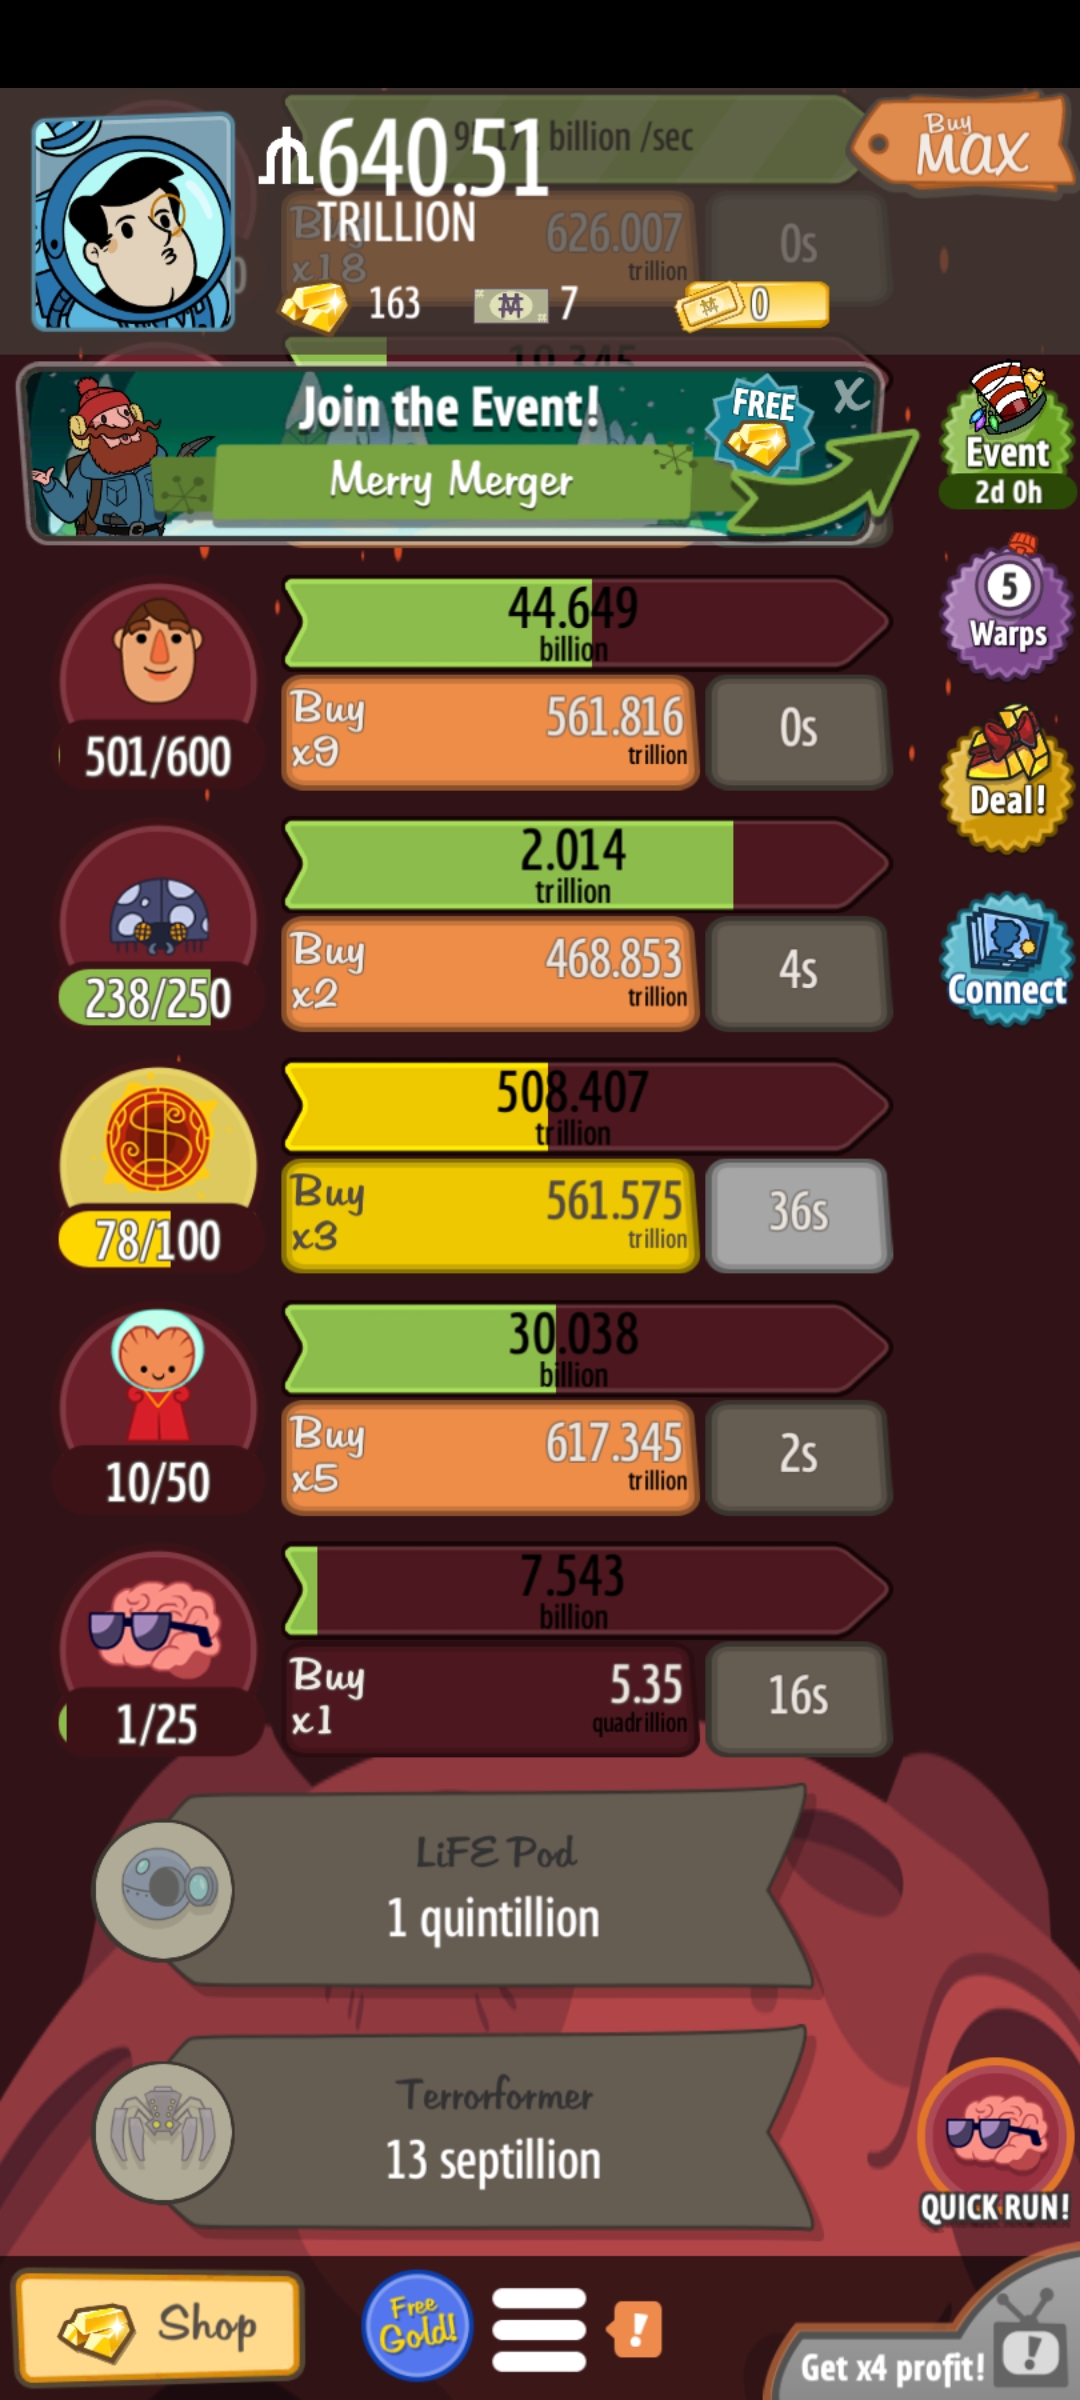 640.51
TRILLION
billion /sec
Buy
MAX
x18
626.007
trillion
0s
163
7
0
Join the Event!
FREE
X
Merry Merger
Event
2d 0h
44.649
billion
5
Warps
501/600
Buy
x9
561.816
trillion
0s
Deal!
2.014
trillion
238/250
Buy
x2
468.853
trillion
4s
Connect
508.407
trillion
78/100
Buy
x3
561.575
trillion
36s
30.038
billion
10/50
Buy
x5
617.345
trillion
2s
7.543
billion
1/25
Buy
x1
5.35
quadrillion
16s
LiFE Pod
1 quintillion
Terrorformer
13 septillion
QUICK RUN!
Shop
Free
Gold!
!
Get x4 profit!
!